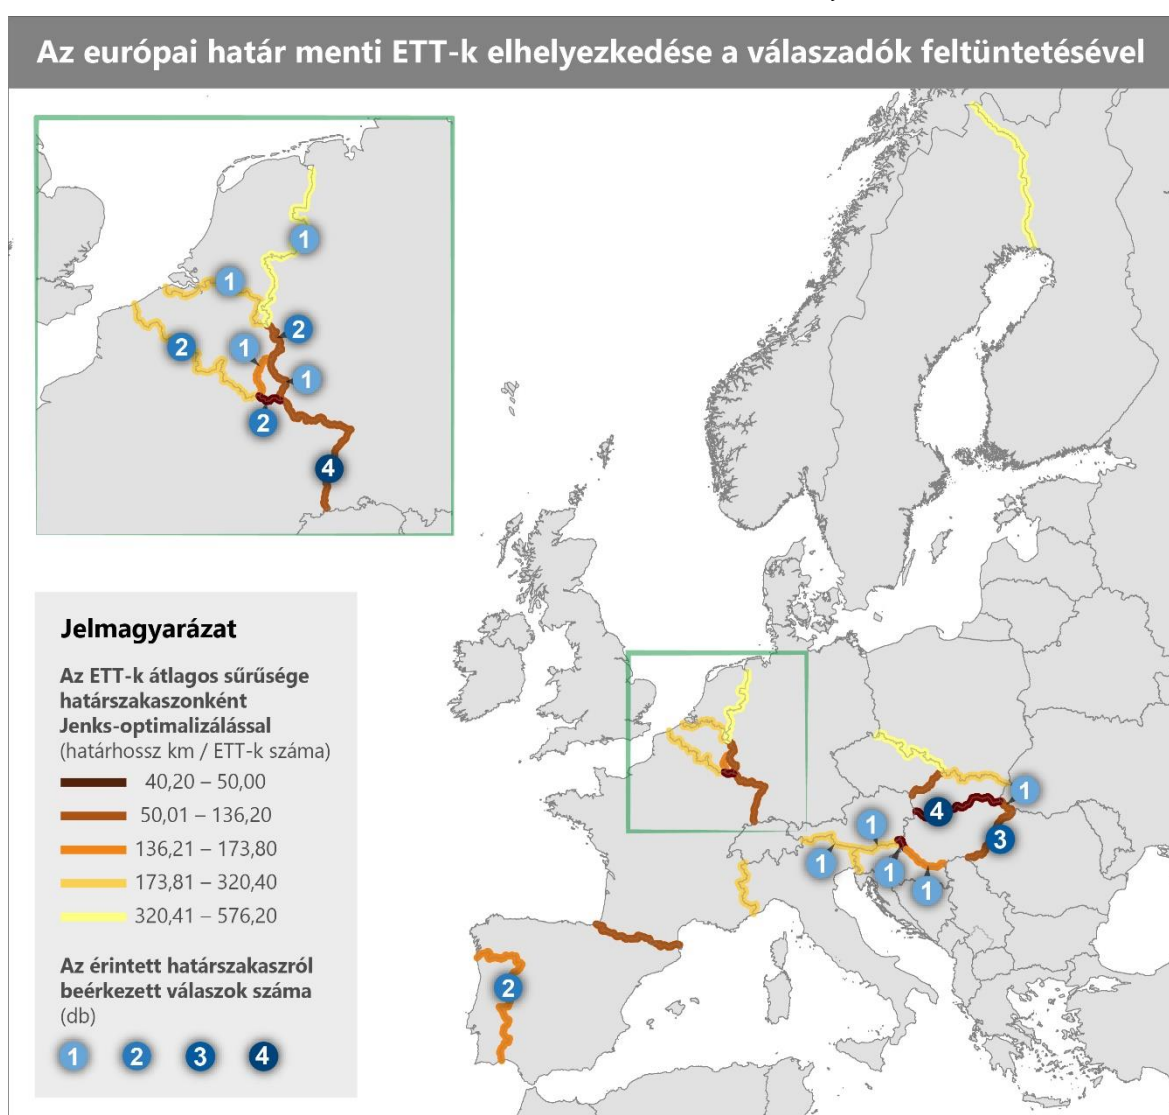 Az európai határ menti ETT-k elhelyezkedése a válaszadók feltüntetésével
1
1
2
2
1
1
2
4
Jelmagyarázat
Az ETT-k átlagos sűrűsége
határszakaszonként
Jenks-optimalizálással
(határhossz km / ETT-k száma)
40,20 – 50,00
50,01 – 136,20
136,21 – 173,80
173,81 – 320,40
320,41 – 576,20
Az érintett határszakaszról
beérkezett válaszok száma
(db)
1 2 3 4
1
4
1
3
1
1
1
2